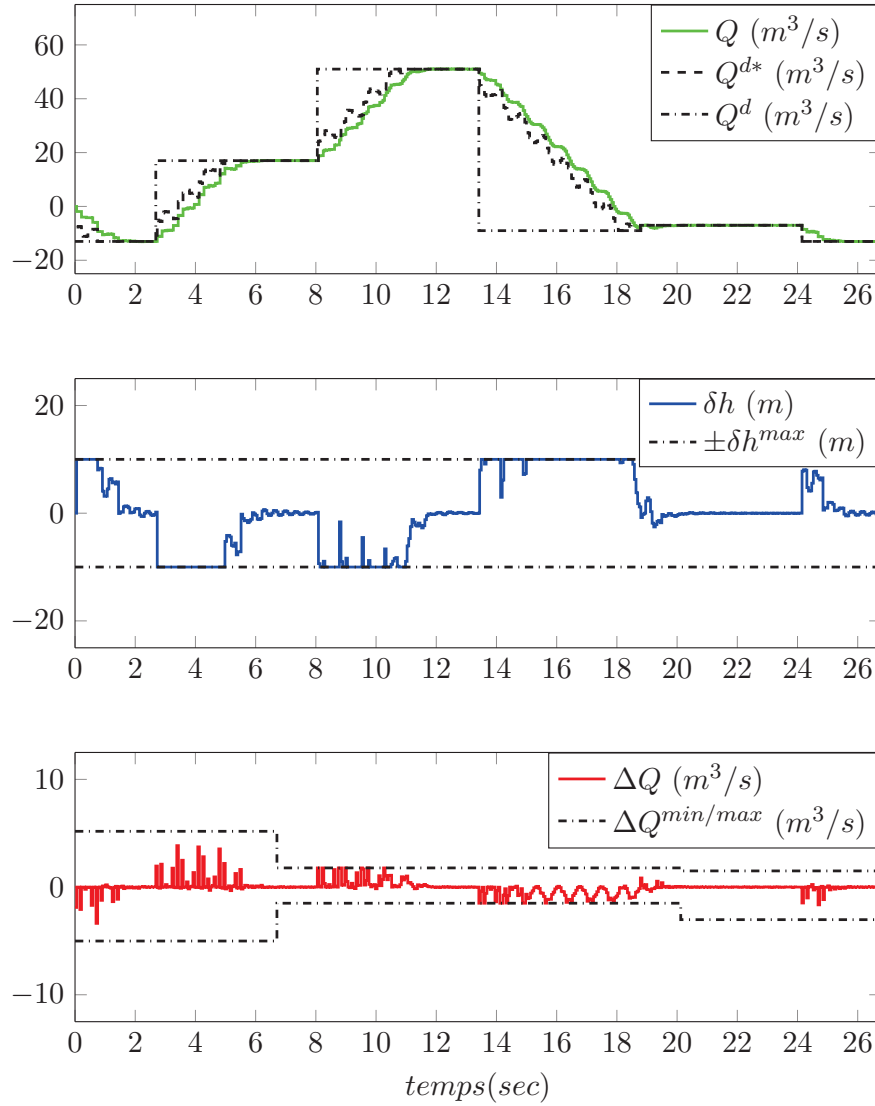 60
40
20
0
−20
0 2 4 6 8 10 12 14 16 18 20 22 24 26
Q (m³/s)
Q^{d*} (m³/s)
Q^d (m³/s)
20
0
−20
0 2 4 6 8 10 12 14 16 18 20 22 24 26
δh (m)
±δh^{max} (m)
10
0
−10
0 2 4 6 8 10 12 14 16 18 20 22 24 26
ΔQ (m³/s)
ΔQ^{min/max} (m³/s)
temps(sec)